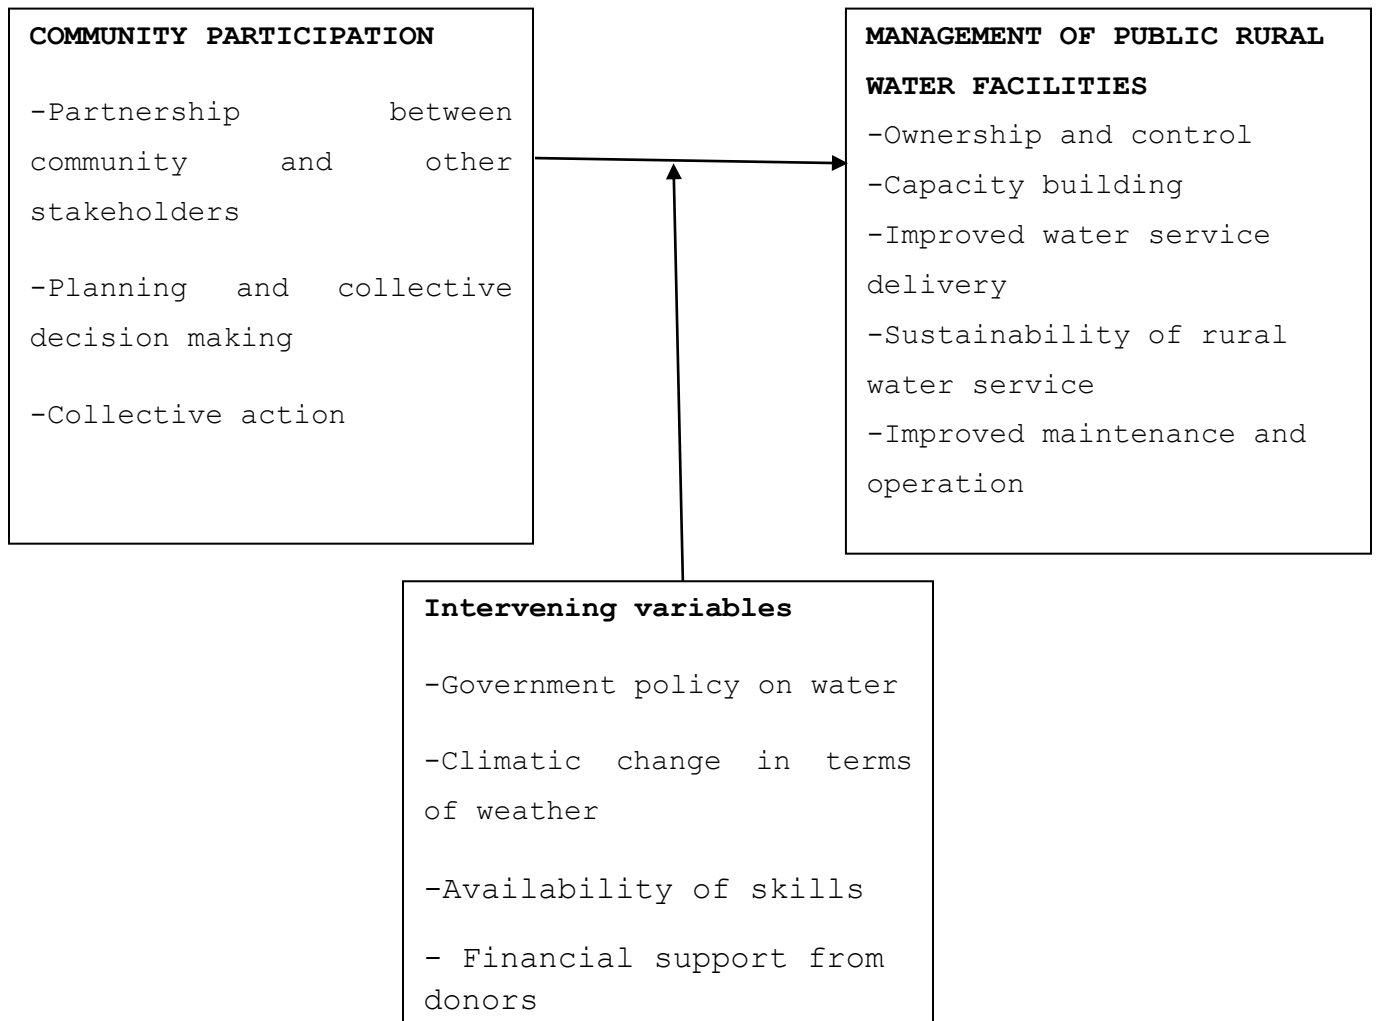 COMMUNITY PARTICIPATION
-Partnership between
community and other
stakeholders
-Planning and collective
decision making
-Collective action
MANAGEMENT OF PUBLIC RURAL
WATER FACILITIES
-Ownership and control
-Capacity building
-Improved water service
delivery
-Sustainability of rural
water service
-Improved maintenance and
operation
Intervening variables
-Government policy on water
-Climatic change in terms
of weather
-Availability of skills
- Financial support from
donors